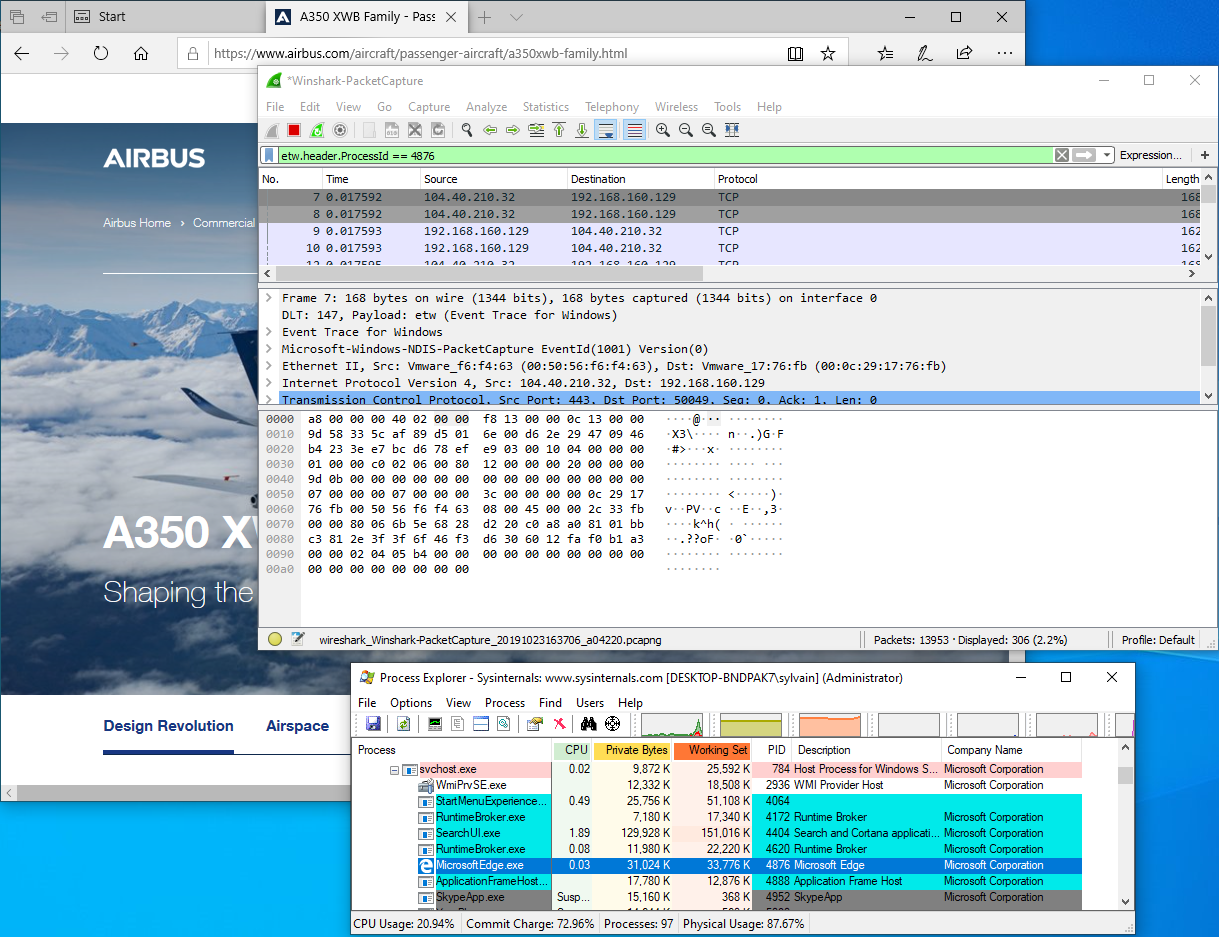 Start
A350 XWB Family - Pass
https://www.airbus.com/aircraft/passenger-aircraft/a350xwb-family.html
AIRBUS
Airbus Home › Commercial
A350 XW
Shaping the
Design Revolution Airspace
*Winshark-PacketCapture
File Edit View Go Capture Analyze Statistics Telephony Wireless Tools Help
etw.header.ProcessId == 4876
Expression... +
No. Time Source Destination Protocol Length
7 0.017592 104.40.210.32 192.168.160.129 TCP 168
8 0.017592 104.40.210.32 192.168.160.129 TCP 168
9 0.017593 192.168.160.129 104.40.210.32 TCP 162
10 0.017593 192.168.160.129 104.40.210.32 TCP 162
12 0.017595 104.40.210.32 192.168.160.129 TCP 168
Frame 7: 168 bytes on wire (1344 bits), 168 bytes captured (1344 bits) on interface 0
DLT: 147, Payload: etw (Event Trace for Windows)
Event Trace for Windows
Microsoft-Windows-NDIS-PacketCapture EventId(1001) Version(0)
Ethernet II, Src: Vmware_f6:f4:63 (00:50:56:f6:f4:63), Dst: Vmware_17:76:fb (00:0c:29:17:76:fb)
Internet Protocol Version 4, Src: 104.40.210.32, Dst: 192.168.160.129
Transmission Control Protocol, Src Port: 443, Dst Port: 50049, Seq: 0, Ack: 1, Len: 0
0000 a8 00 00 00 40 02 00 00 f8 13 00 00 0c 13 00 00 ····@·· ········
0010 9d 58 33 5c af 89 d5 01 6e 00 d6 2e 29 47 09 46 ·X3\···· n··.)G·F
0020 b4 23 3e e7 bc d6 78 ef e9 03 00 10 04 00 00 00 ·#>···x· ········
0030 01 00 00 c0 02 06 00 80 12 00 00 00 20 00 00 00 ········ ···· ···
0040 9d 0b 00 00 00 00 00 00 00 00 00 00 00 00 00 00 ········ ········
0050 07 00 00 00 07 00 00 00 3c 00 00 00 00 0c 29 17 ········ <·····)·
0060 76 fb 00 50 56 f6 f4 63 08 00 45 00 00 2c 33 fb v··PV··c ··E··,3·
0070 00 00 80 06 6b 5e 68 28 d2 20 c0 a8 a0 81 01 bb ····k^h( · ······
0080 c3 81 2e 3f 3f 6f 46 f3 d6 30 60 12 fa f0 b1 a3 ··.??oF· ·0`·····
0090 00 00 02 04 05 b4 00 00 00 00 00 00 00 00 00 00 ········ ········
00a0 00 00 00 00 00 00 00 00 ········
wireshark_Winshark-PacketCapture_20191023163706_a04220.pcapng
Packets: 13953 · Displayed: 306 (2.2%)
Profile: Default
Process Explorer - Sysinternals: www.sysinternals.com [DESKTOP-BNDPAK7\sylvain] (Administrator)
File Options View Process Find Users Help
Process CPU Private Bytes Working Set PID Description Company Name
svchost.exe 0.02 9,872 K 25,592 K 784 Host Process for Windows S... Microsoft Corporation
WmiPrvSE.exe 12,332 K 18,508 K 2936 WMI Provider Host Microsoft Corporation
StartMenuExperience... 0.49 25,756 K 51,108 K 4064
RuntimeBroker.exe 7,180 K 17,340 K 4172 Runtime Broker Microsoft Corporation
SearchUI.exe 1.89 129,928 K 151,016 K 4404 Search and Cortana applicati... Microsoft Corporation
RuntimeBroker.exe 0.08 11,980 K 22,220 K 4620 Runtime Broker Microsoft Corporation
MicrosoftEdge.exe 0.03 31,024 K 33,776 K 4876 Microsoft Edge Microsoft Corporation
ApplicationFrameHost... 17,780 K 12,876 K 4888 Application Frame Host Microsoft Corporation
SkypeApp.exe Susp... 15,160 K 368 K 4952 SkypeApp Microsoft Corporation
CPU Usage: 20.94% Commit Charge: 72.96% Processes: 97 Physical Usage: 87.67%